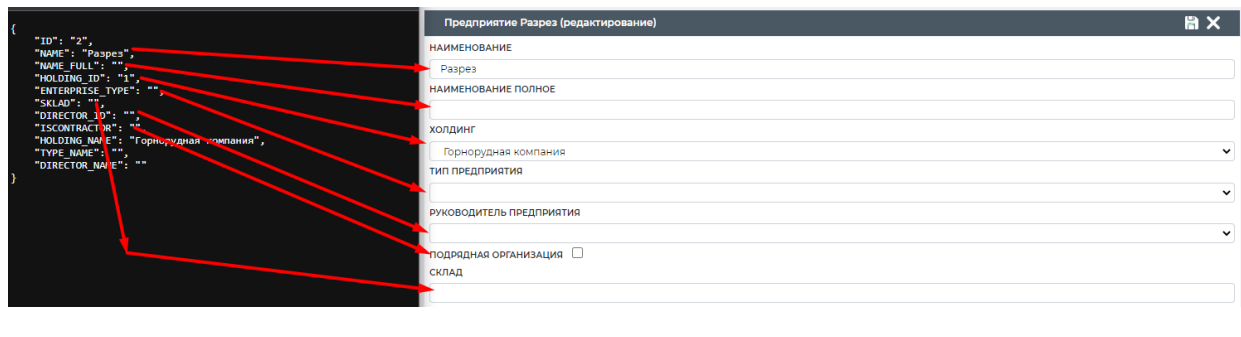 {
"ID": "2",
"NAME": "Разрез",
"NAME_FULL": "",
"HOLDING_ID": "1",
"ENTERPRISE_TYPE": "",
"SKLAD": "",
"DIRECTOR_ID": "",
"ISCONTRACTOR": "",
"HOLDING_NAME": "Горнорудная компания",
"TYPE_NAME": "",
"DIRECTOR_NAME": ""
}
Предприятие Разрез (редактирование)
НАИМЕНОВАНИЕ
Разрез
НАИМЕНОВАНИЕ ПОЛНОЕ
ХОЛДИНГ
Горнорудная компания
ТИП ПРЕДПРИЯТИЯ
РУКОВОДИТЕЛЬ ПРЕДПРИЯТИЯ
ПОДРЯДНАЯ ОРГАНИЗАЦИЯ
СКЛАД